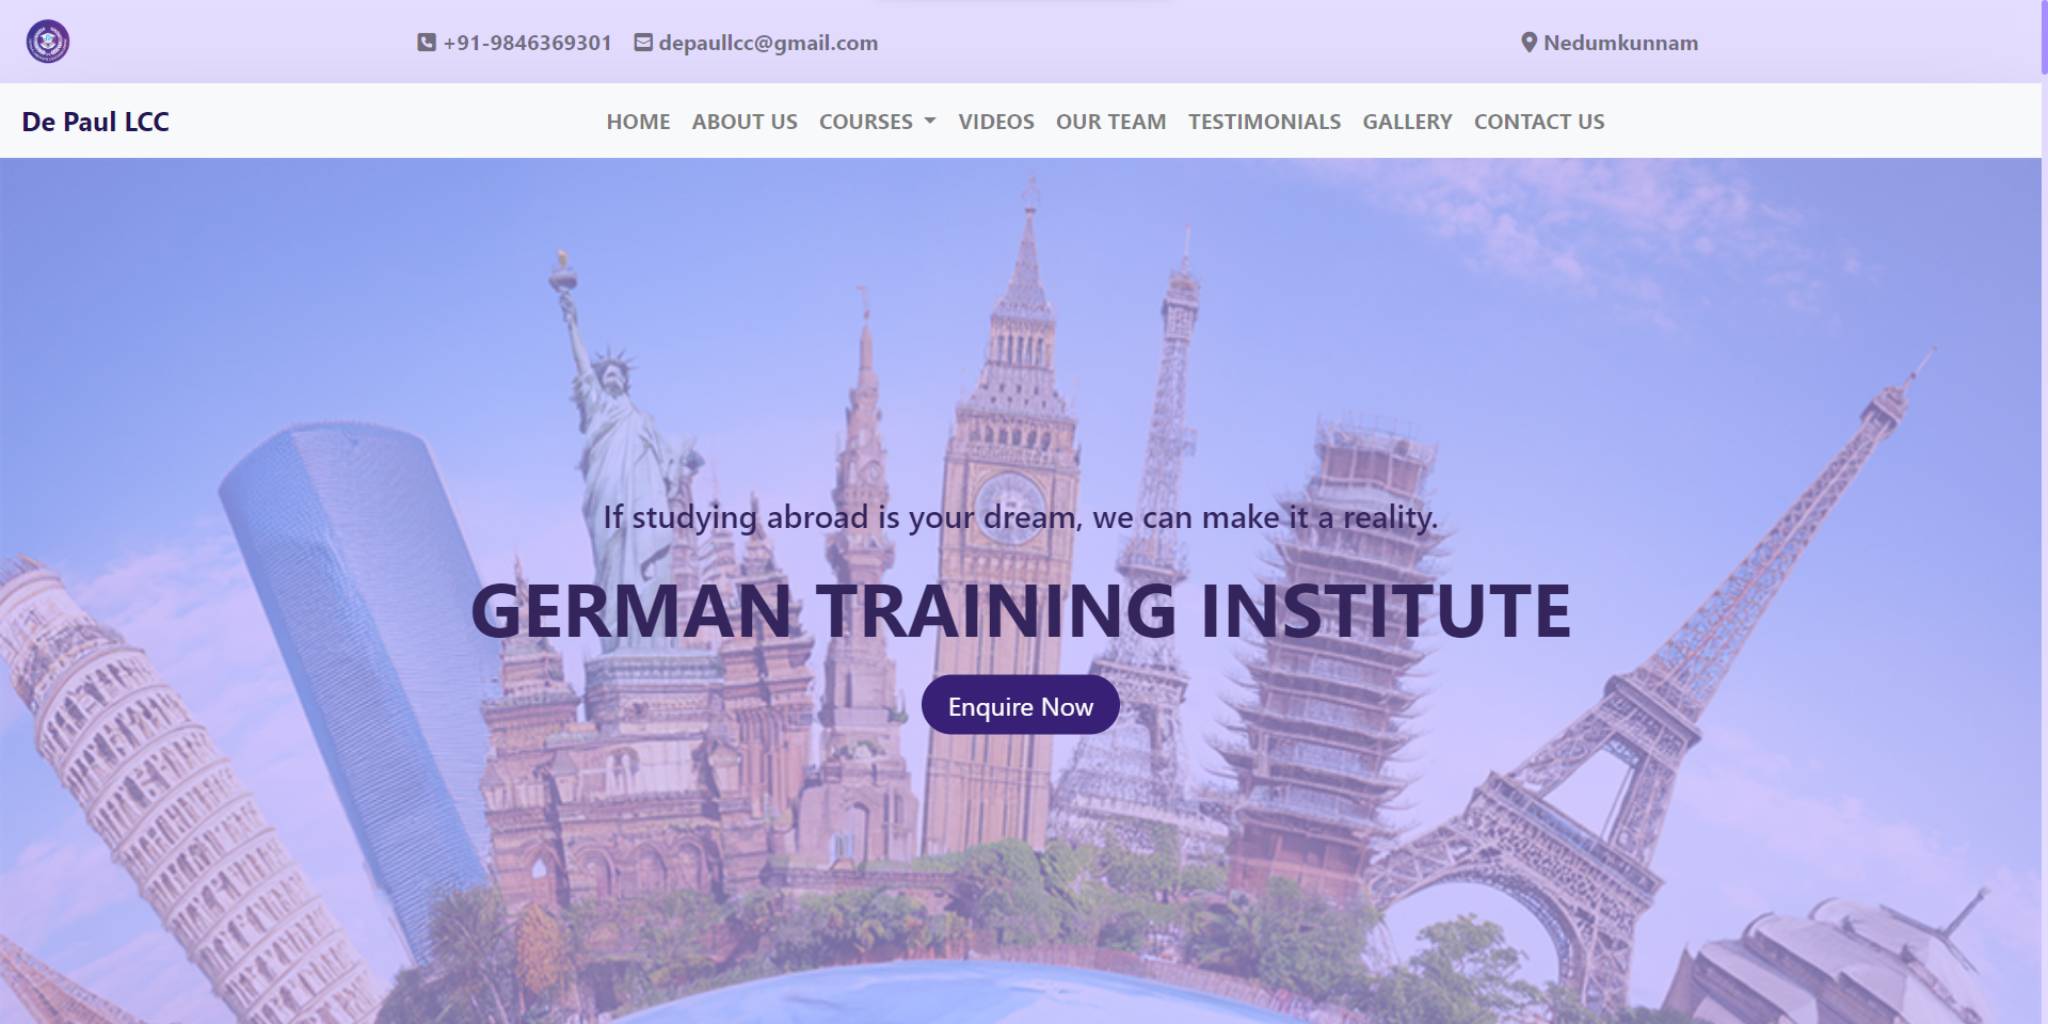 +91-9846369301 depaullcc@gmail.com Nedumkunnam
De Paul LCC HOME ABOUT US COURSES VIDEOS OUR TEAM TESTIMONIALS GALLERY CONTACT US
If studying abroad is your dream, we can make it a reality.
GERMAN TRAINING INSTITUTE
Enquire Now